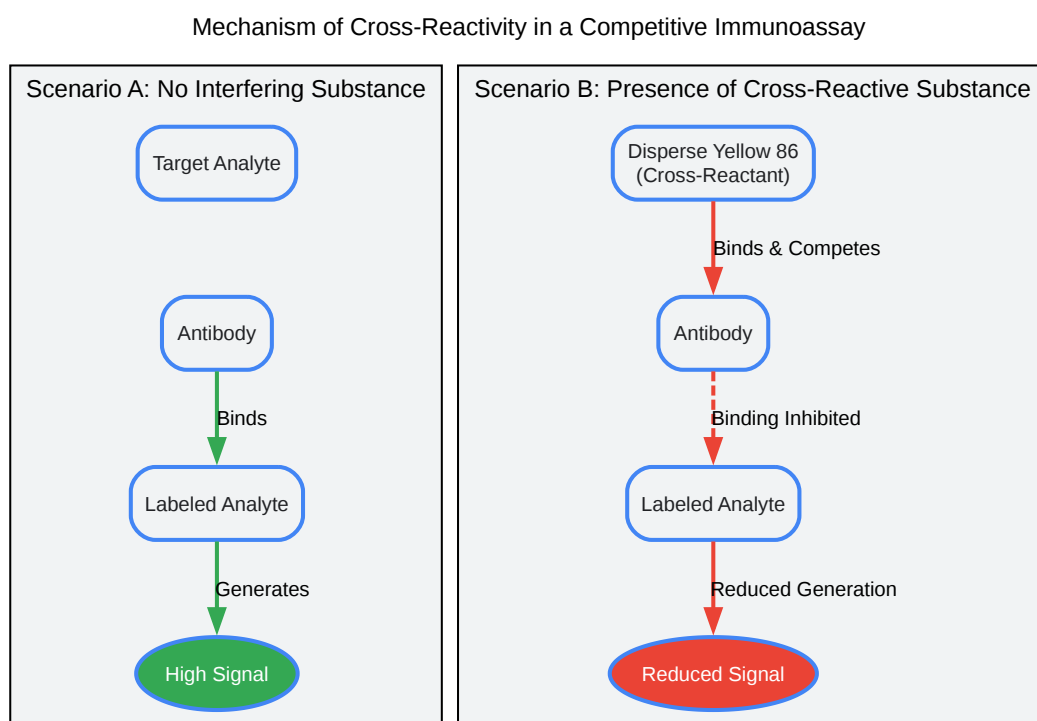 Mechanism of Cross-Reactivity in a Competitive Immunoassay
Scenario A: No Interfering Substance
Target Analyte
Antibody
Binds
Labeled Analyte
Generates
High Signal
Scenario B: Presence of Cross-Reactive Substance
Disperse Yellow 86
(Cross-Reactant)
Binds & Competes
Antibody
Binding Inhibited
Labeled Analyte
Reduced Generation
Reduced Signal